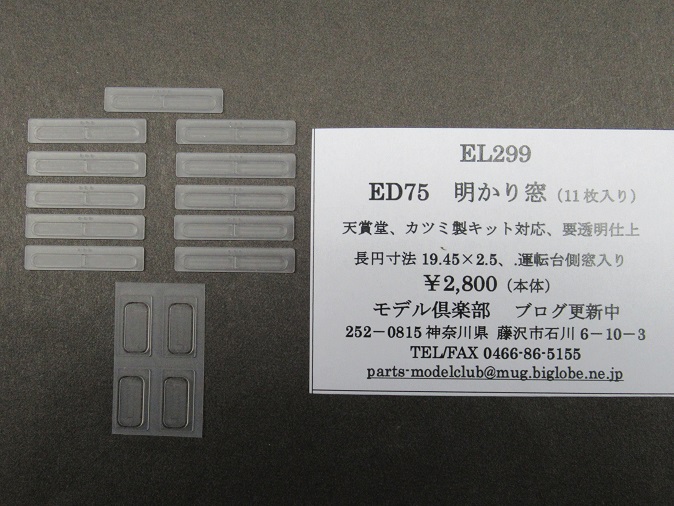 EL299
ED75 明かり窓（11枚入り）
天賞堂、カツミ製キット対応、要透明仕上
長円寸法 19.45×2.5、.運転台側窓入り
￥2,800（本体）
モデル倶楽部 ブログ更新中
252－0815 神奈川県 藤沢市石川 6－10－3
TEL/FAX 0466-86-5155
parts-modelclub@mug.biglobe.ne.jp